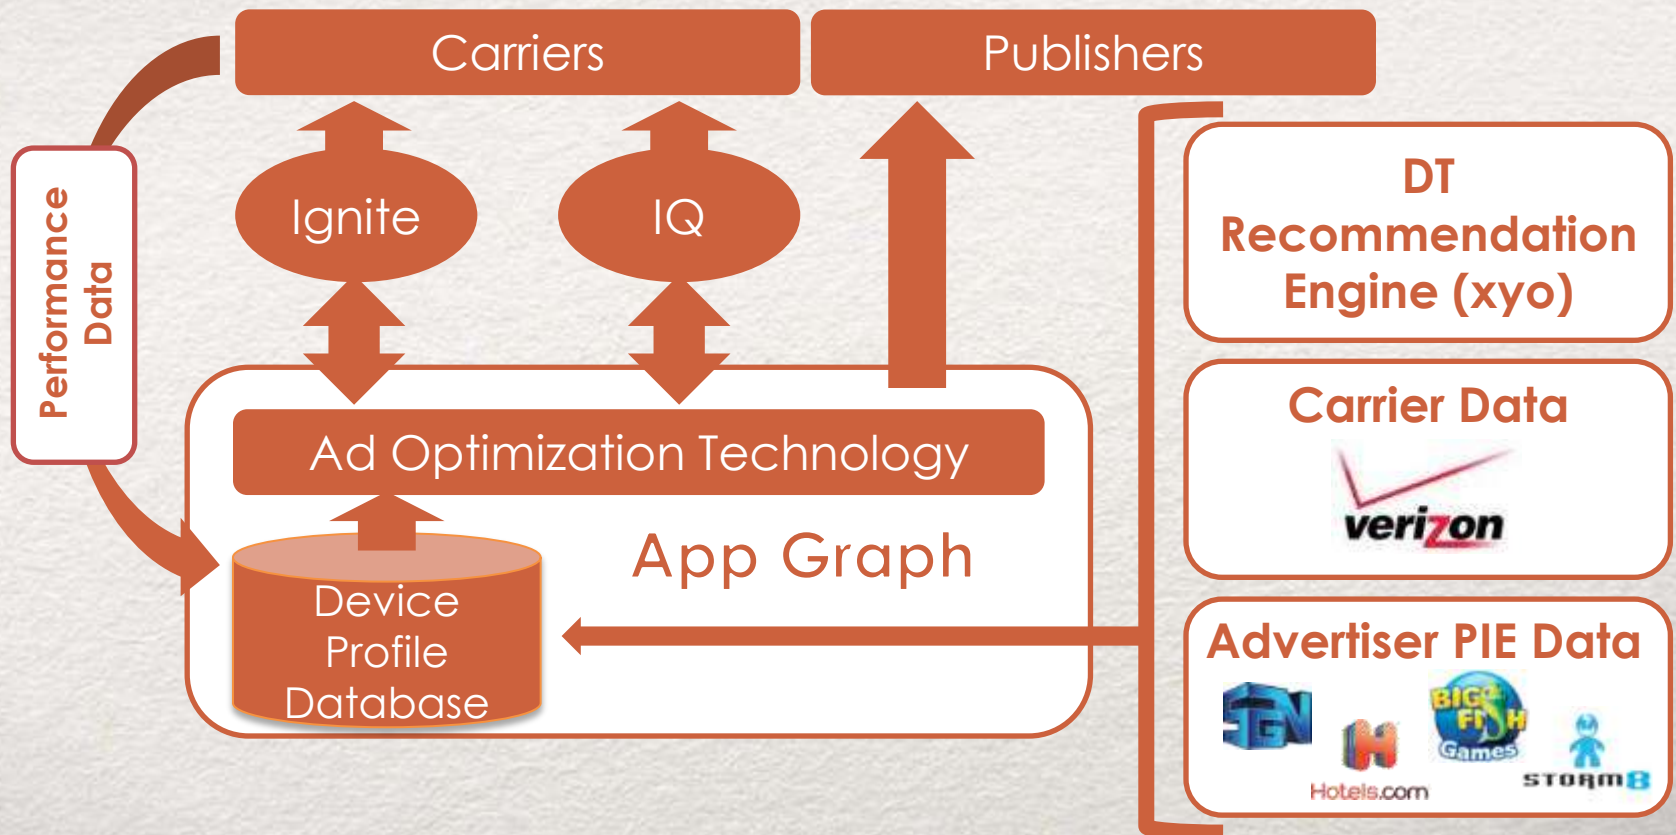 Carriers
Publishers
Performance
Data
Ignite
IQ
DT
Recommendation
Engine (xyo)
Carrier Data
verizon
Ad Optimization Technology
App Graph
Device
Profile
Database
Advertiser PIE Data
SGN
Hotels.com
BIG
FISH
Games
STORM8